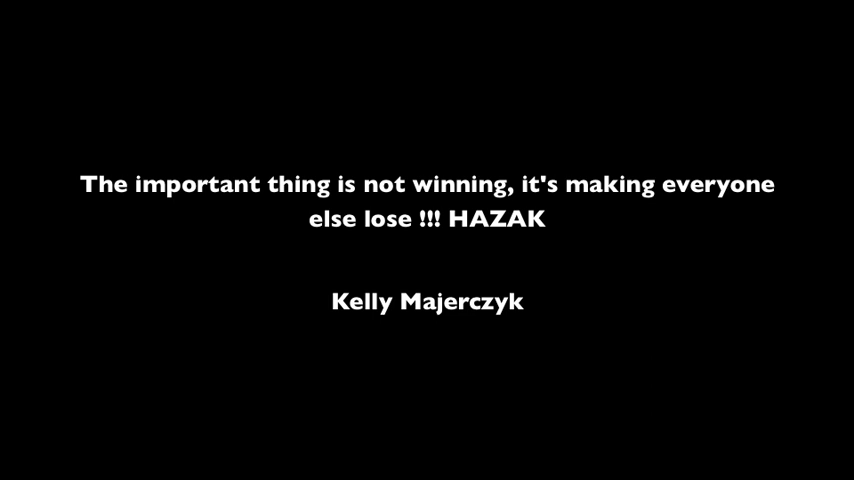 The important thing is not winning, it's making everyone
else lose !!! HAZAK
Kelly Majerczyk